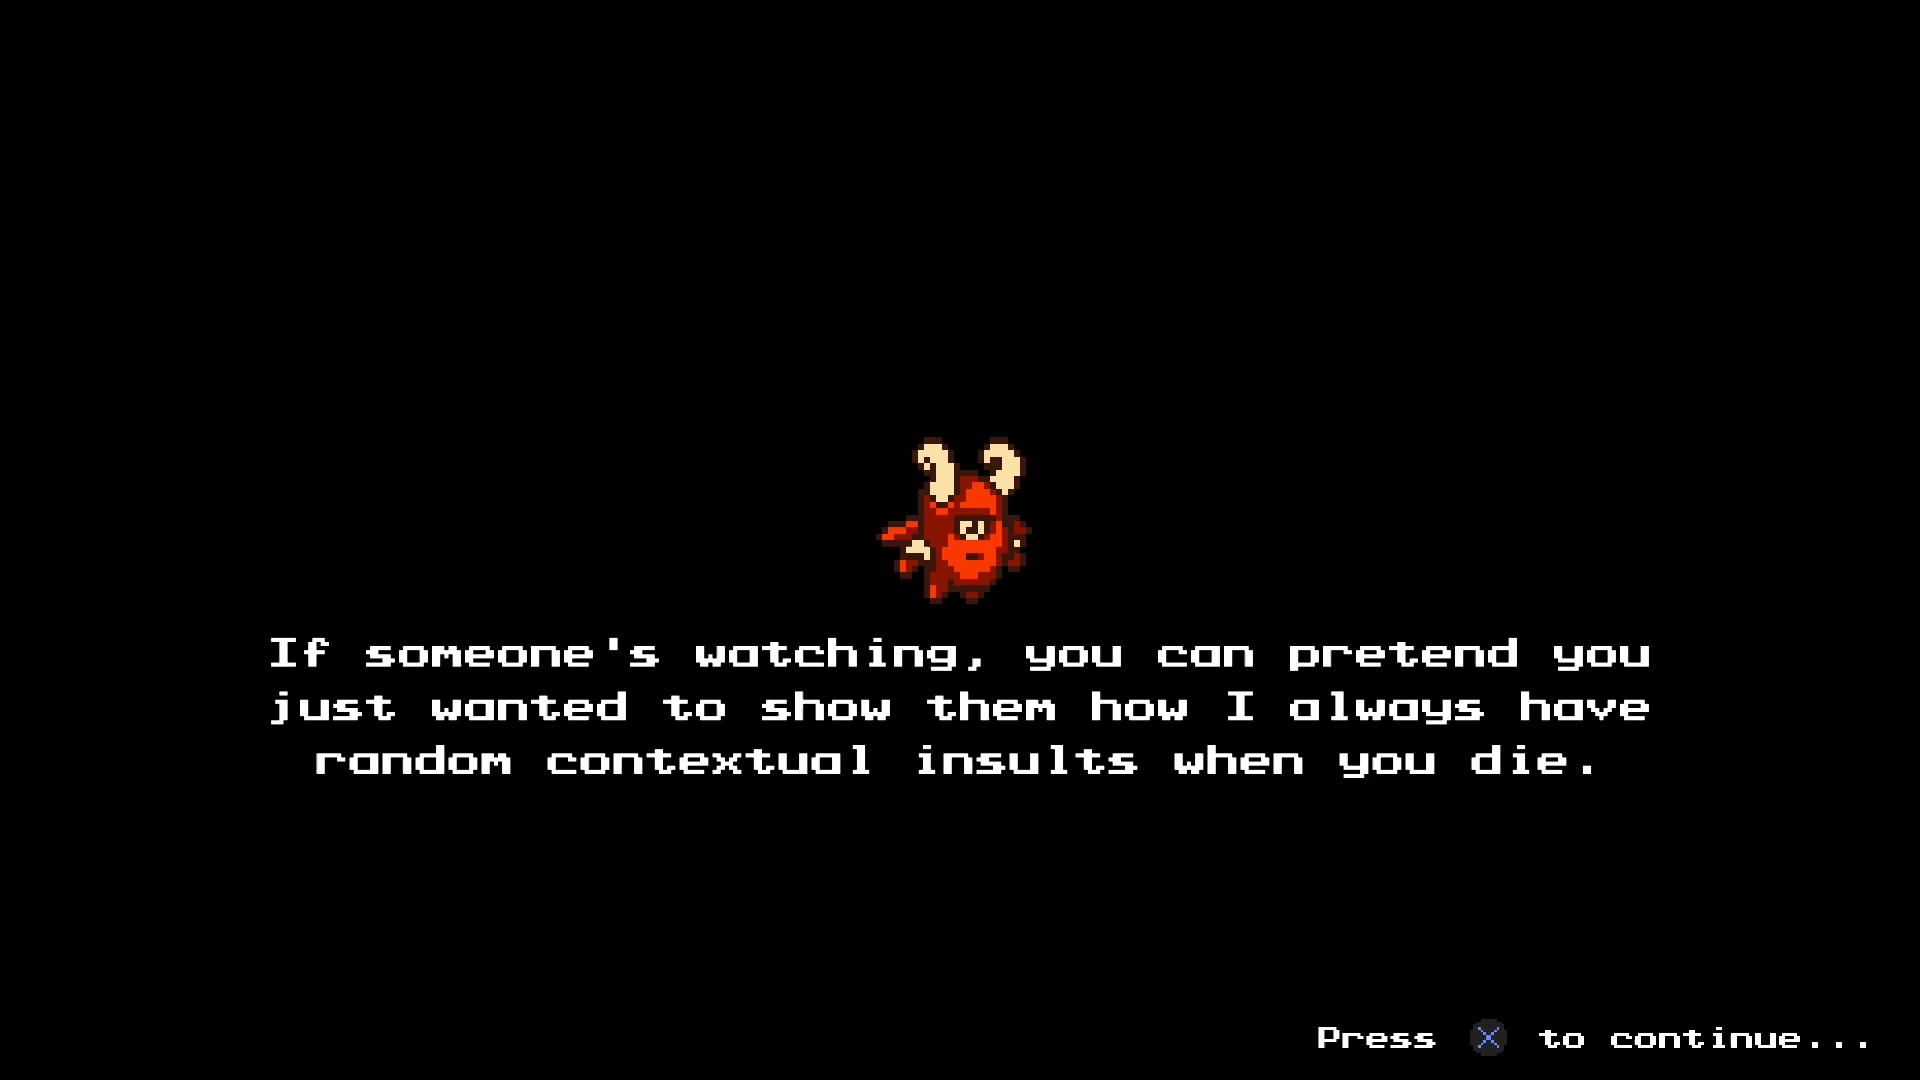 If someone's watching, you can pretend you
just wanted to show them how I always have
random contextual insults when you die.
Press to continue...